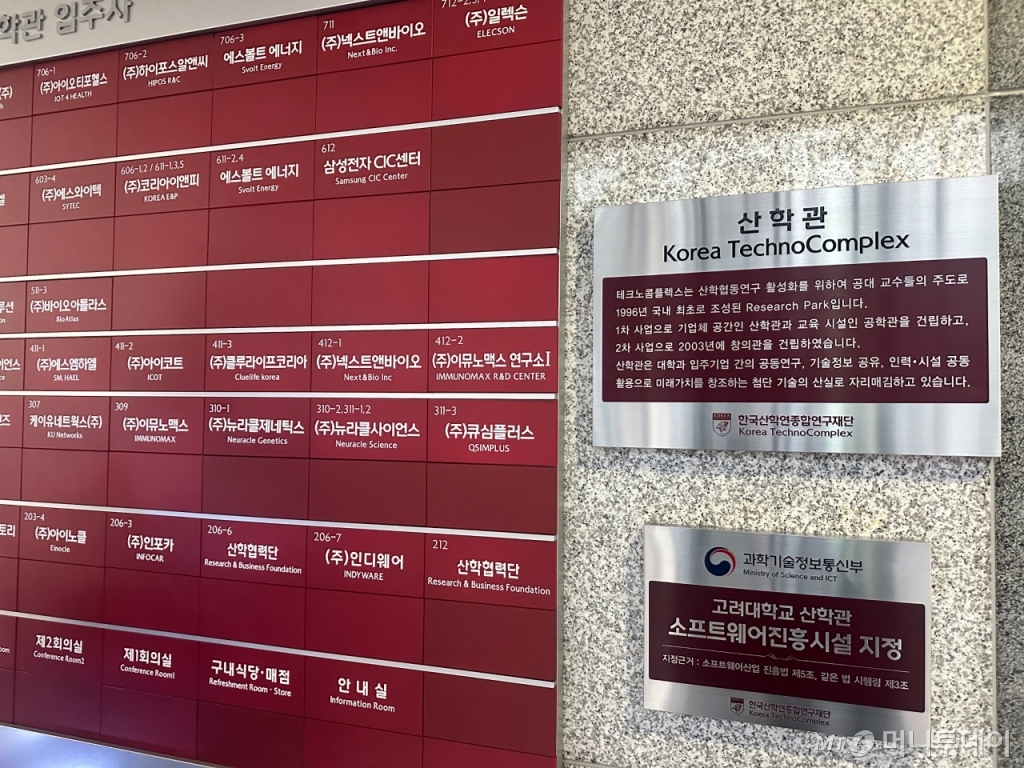 학관 입주사
(주)
706-1
(주)아이오티포헬스
IOT 4 HEALTH
706-2
(주)하이포스알앤씨
HIPOS R&C
706-3
에스볼트 에너지
Svolt Energy
711
(주)넥스트앤바이오
Next&Bio Inc.
(주)일렉슨
ELECSON
603-4
(주)에스와이텍
SYTEC
606-1,2 / 611-1,3,5
(주)코리아이앤피
KOREA E&P
611-2,4
에스볼트 에너지
Svolt Energy
612
삼성전자 CIC센터
Samsung CIC Center
루션
511-3
(주)바이오아틀라스
BioAtlas
이언스
411-1
(주)에스엠하엘
SM, HAEL
411-2
(주)아이코트
ICOT
411-3
(주)클루라이프코리아
Cluelife korea
412-1
(주)넥스트앤바이오
Next&Bio Inc
412-2
(주)이뮤노맥스 연구소I
IMMUNOMAX R&D CENTER
307
케이유네트웍스(주)
KU Networks
309
(주)이뮤노맥스
IMMUNOMAX
310-1
(주)뉴라클제네틱스
Neuracle Genetics
310-2,311-1,2
(주)뉴라클사이언스
Neuracle Science
311-3
(주)큐심플러스
QSIMPLUS
토리
203-4
(주)아이노클
Einocle
206-3
(주)인포카
INFOCAR
206-6
산학협력단
Research & Business Foundation
206-7
(주)인디웨어
INDYWARE
212
산학협력단
Research & Business Foundation
제2회의실
Conference Room2
제1회의실
Conference Room1
구내식당·매점
Refreshment Room · Store
안 내 실
Information Room
산 학 관
Korea TechnoComplex
테크노콤플렉스는 산학협동연구 활성화를 위하여 공대 교수들의 주도로
1996년 국내 최초로 조성된 Research Park입니다.
1차 사업으로 기업체 공간인 산학관과 교육 시설인 공학관을 건립하고,
2차 사업으로 2003년에 창의관을 건립하였습니다.
산학관은 대학과 입주기업 간의 공동연구, 기술정보 공유, 인력·시설 공동
활용으로 미래가치를 창조하는 첨단 기술의 산실로 자리매김하고 있습니다.
한국산학연종합연구재단
Korea TechnoComplex
과학기술정보통신부
Ministry of Science and ICT
고려대학교 산학관
소프트웨어진흥시설 지정
지정근거 : 소프트웨어산업 진흥법 제5조, 같은 법 시행령 제3조
한국산학연종합연구재단
Koera TechnoComplex
머니투데이